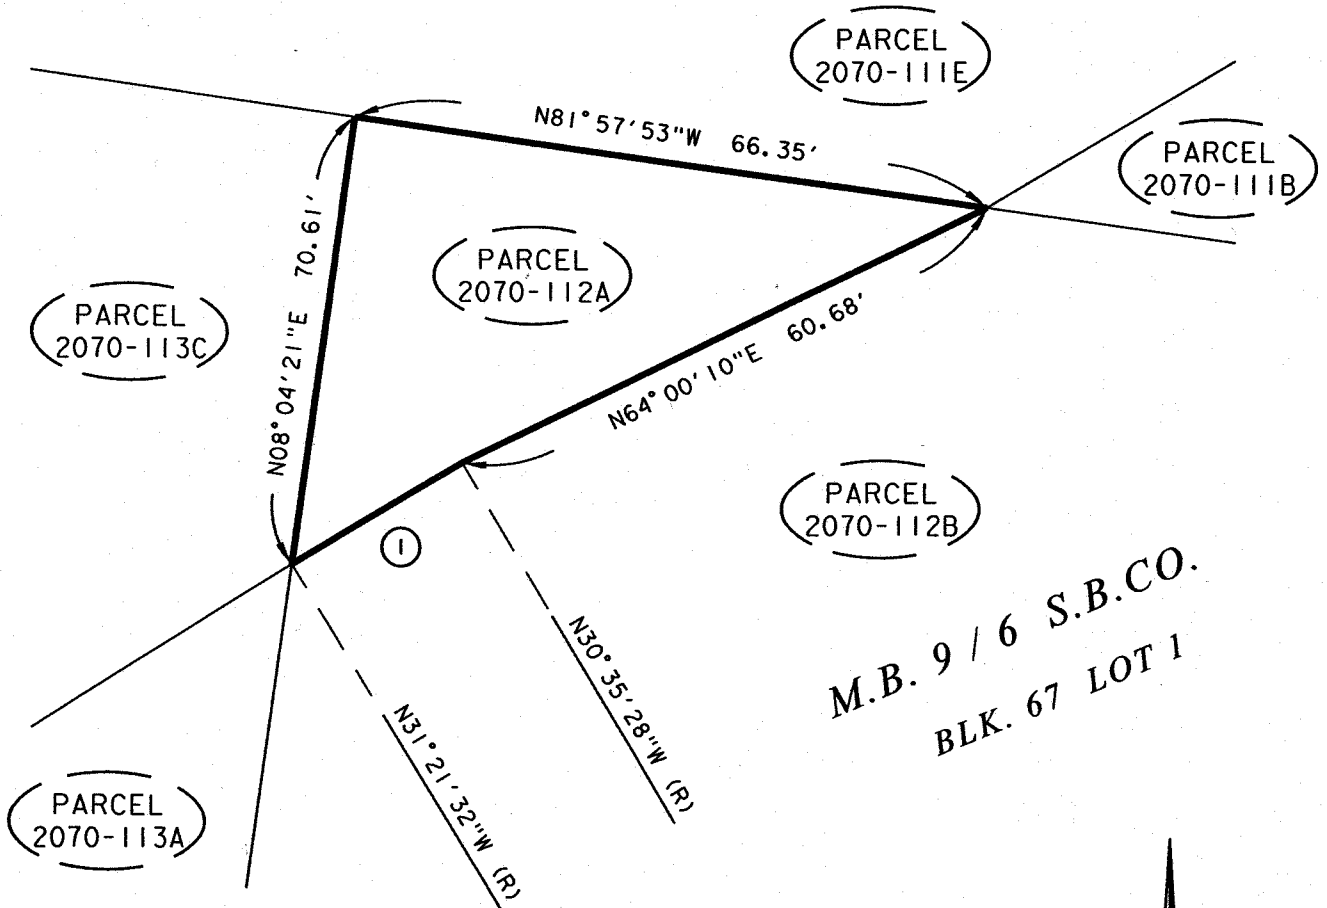 PARCEL
2070-111E
N81°57'53"W 66.35'
PARCEL
2070-111B
N08°04'21"E 70.61'
PARCEL
2070-112A
PARCEL
2070-113C
N64°00'10"E 60.68'
PARCEL
2070-112B
1
M.B. 9 / 6 S.B.CO.
BLK. 67 LOT 1
N30°35'28"W (R)
N31°21'32"W (R)
PARCEL
2070-113A